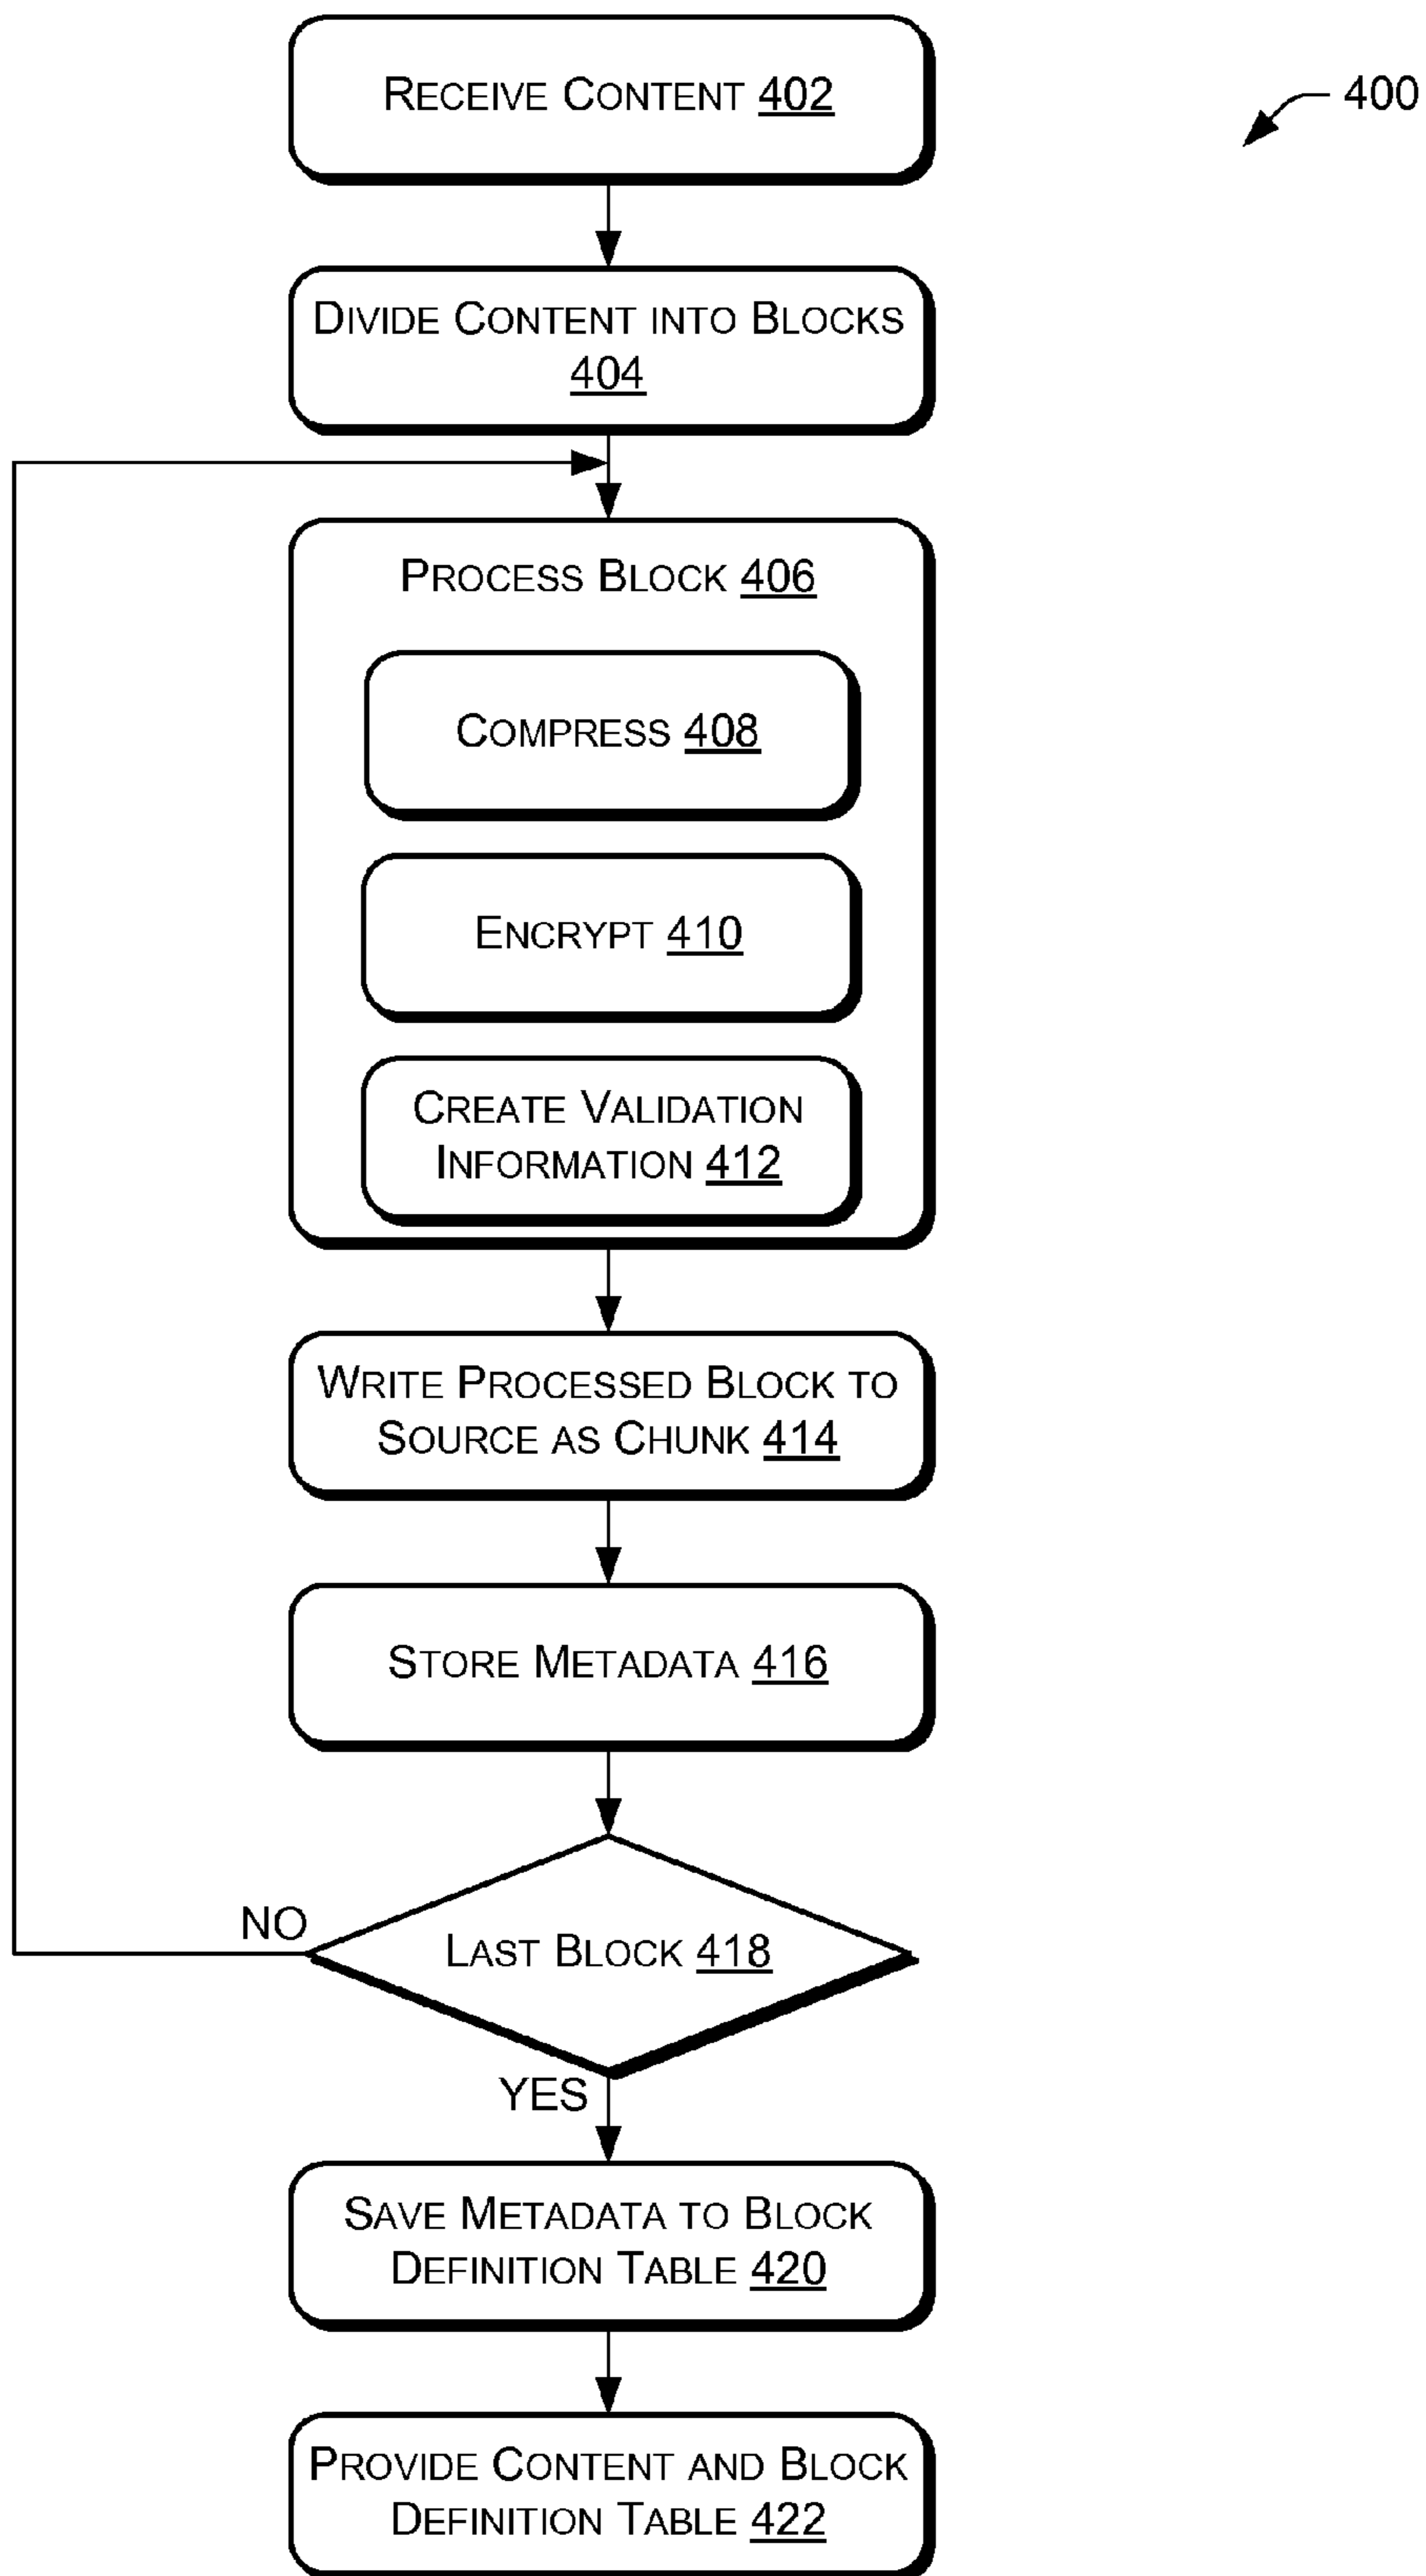 RECEIVE CONTENT 402
400
DIVIDE CONTENT INTO BLOCKS
404
PROCESS BLOCK 406
COMPRESS 408
ENCRYPT 410
CREATE VALIDATION
INFORMATION 412
WRITE PROCESSED BLOCK TO
SOURCE AS CHUNK 414
STORE METADATA 416
NO
LAST BLOCK 418
YES
SAVE METADATA TO BLOCK
DEFINITION TABLE 420
PROVIDE CONTENT AND BLOCK
DEFINITION TABLE 422